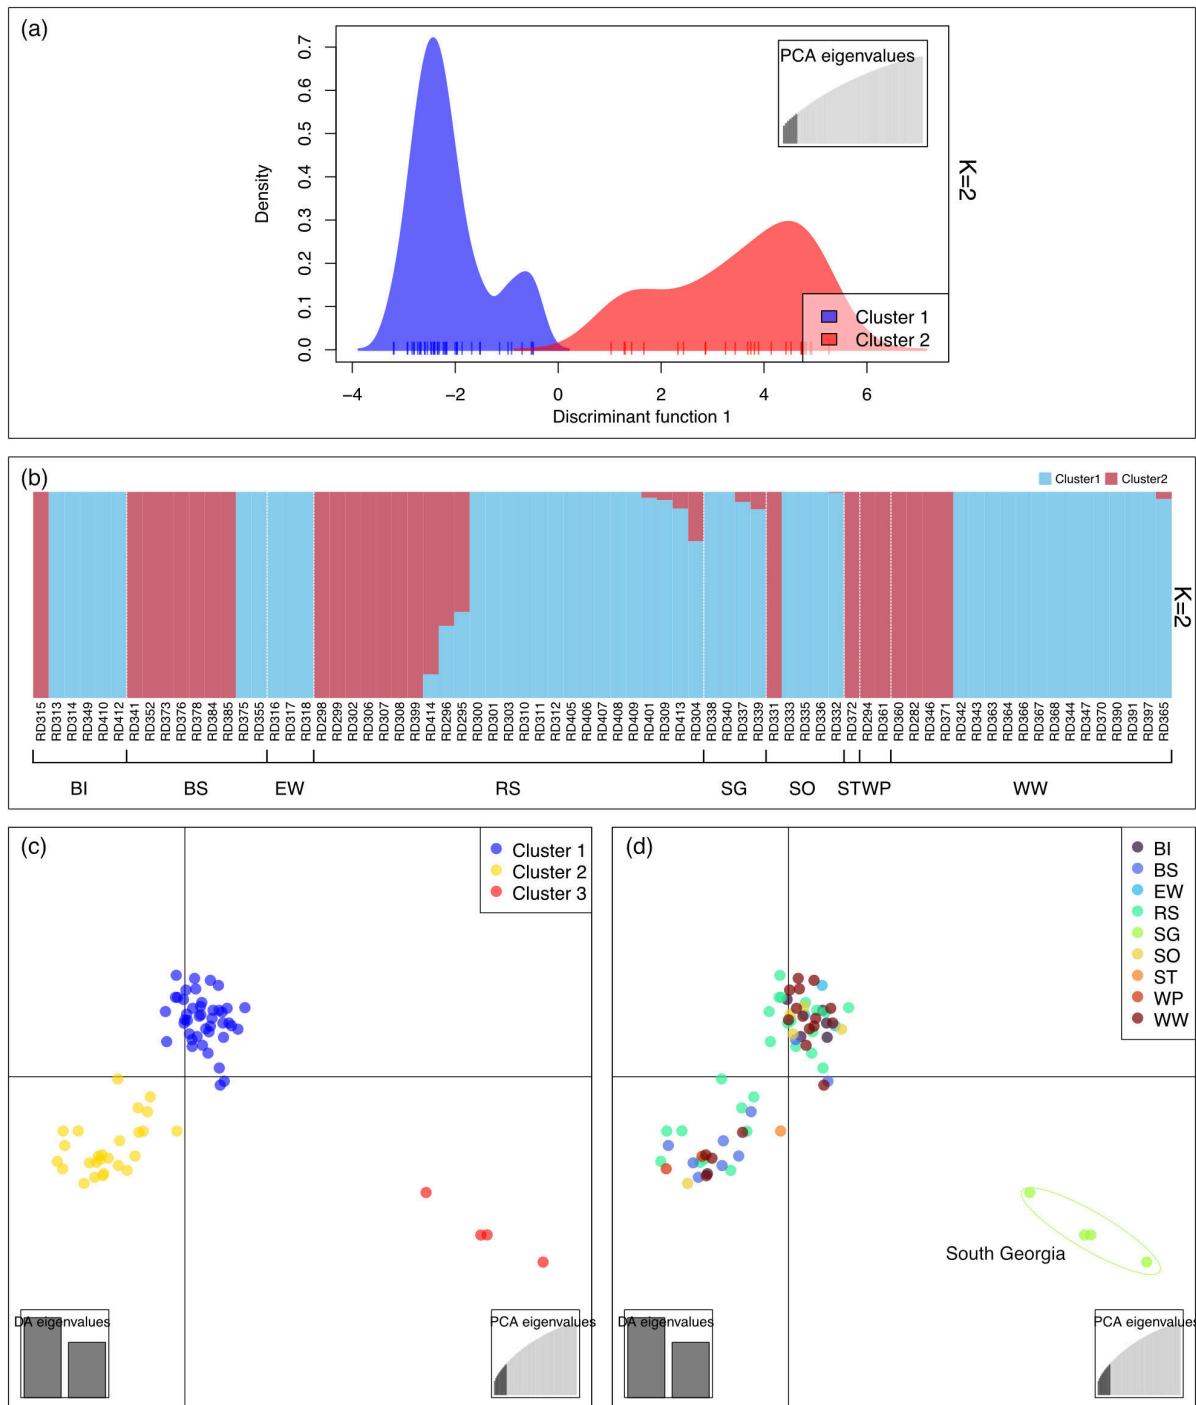 (a)
PCA eigenvalues
0.0 0.1 0.2 0.3 0.4 0.5 0.6 0.7
Density
K=2
Cluster 1
Cluster 2
−4 −2 0 2 4 6
Discriminant function 1
(b)
Cluster1 Cluster2
K=2
RD315 RD313 RD314 RD349 RD410 RD412 RD341 RD352 RD373 RD376 RD378 RD384 RD385 RD375 RD355 RD316 RD317 RD318 RD298 RD299 RD302 RD306 RD307 RD308 RD399 RD414 RD296 RD295 RD300 RD301 RD303 RD310 RD311 RD312 RD405 RD406 RD407 RD408 RD409 RD401 RD309 RD413 RD304 RD338 RD340 RD337 RD339 RD331 RD333 RD335 RD336 RD332 RD372 RD294 RD361 RD360 RD282 RD346 RD371 RD342 RD343 RD363 RD364 RD366 RD367 RD368 RD344 RD347 RD370 RD390 RD391 RD397 RD365
BI BS EW RS SG SO ST WP WW
(c)
Cluster 1
Cluster 2
Cluster 3
DA eigenvalues
PCA eigenvalues
(d)
BI
BS
EW
RS
SG
SO
ST
WP
WW
South Georgia
DA eigenvalues
PCA eigenvalues